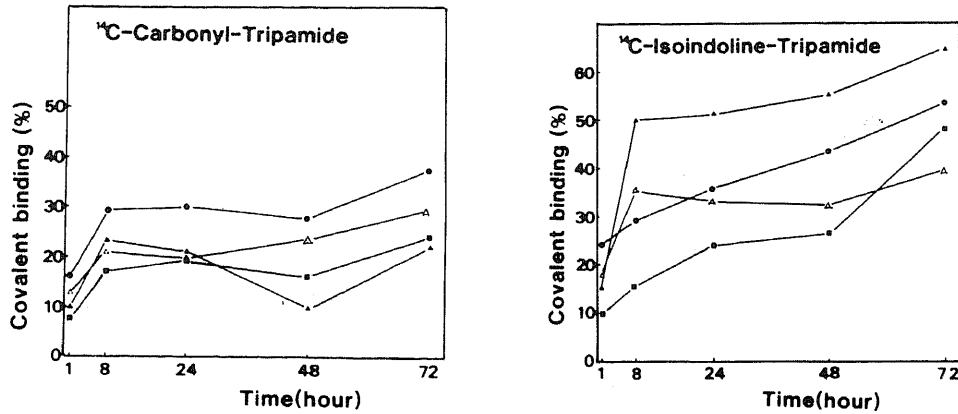 ¹⁴C-Carbonyl-Tripamide
Covalent binding (%)
50
40
30
20
10
0
1 8 24 48 72
Time(hour)
¹⁴C-Isoindoline-Tripamide
Covalent binding (%)
60
50
40
30
20
10
0
1 8 24 48 72
Time(hour)